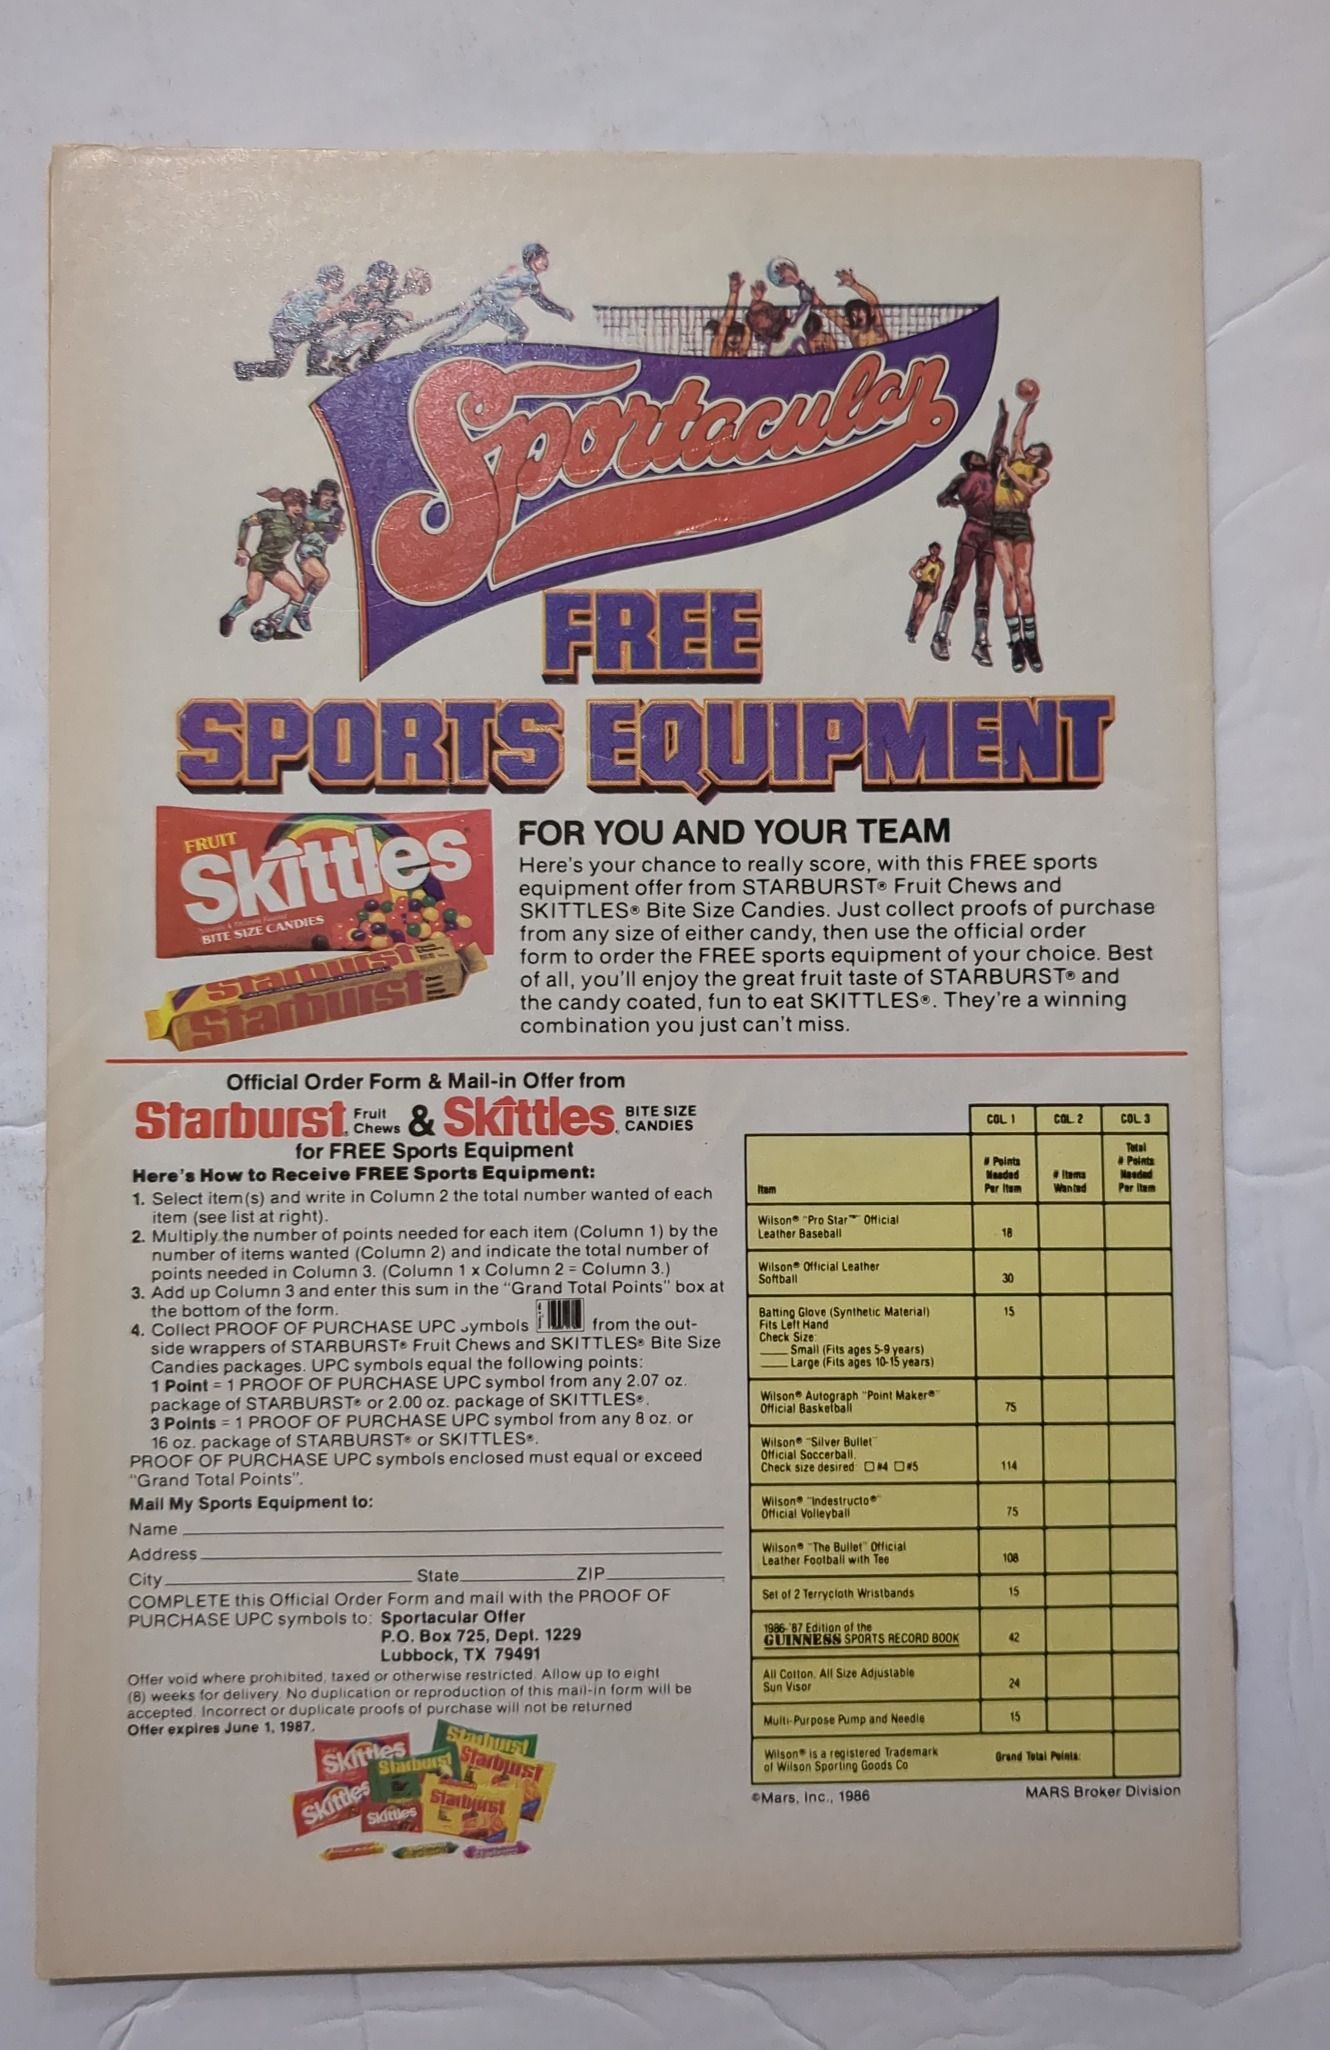 Sportacular
FREE
SPORTS EQUIPMENT
FRUIT
Skittles
BITE SIZE CANDIES
Starburst
FOR YOU AND YOUR TEAM
Here's your chance to really score, with this FREE sports
equipment offer from STARBURST® Fruit Chews and
SKITTLES® Bite Size Candies. Just collect proofs of purchase
from any size of either candy, then use the official order
form to order the FREE sports equipment of your choice. Best
of all, you'll enjoy the great fruit taste of STARBURST® and
the candy coated, fun to eat SKITTLES®. They're a winning
combination you just can't miss.
Official Order Form & Mail-in Offer from
Starburst Fruit Chews & Skittles BITE SIZE CANDIES
for FREE Sports Equipment
Here's How to Receive FREE Sports Equipment:
1. Select item(s) and write in Column 2 the total number wanted of each
item (see list at right).
2. Multiply the number of points needed for each item (Column 1) by the
number of items wanted (Column 2) and indicate the total number of
points needed in Column 3. (Column 1 x Column 2 = Column 3.)
3. Add up Column 3 and enter this sum in the "Grand Total Points" box at
the bottom of the form.
4. Collect PROOF OF PURCHASE UPC symbols from the out-
side wrappers of STARBURST® Fruit Chews and SKITTLES® Bite Size
Candies packages. UPC symbols equal the following points:
1 Point = 1 PROOF OF PURCHASE UPC symbol from any 2.07 oz.
package of STARBURST® or 2.00 oz. package of SKITTLES®.
3 Points = 1 PROOF OF PURCHASE UPC symbol from any 8 oz. or
16 oz. package of STARBURST® or SKITTLES®.
PROOF OF PURCHASE UPC symbols enclosed must equal or exceed
"Grand Total Points".
Mail My Sports Equipment to:
Name
Address
City State ZIP
COMPLETE this Official Order Form and mail with the PROOF OF
PURCHASE UPC symbols to: Sportacular Offer
P.O. Box 725, Dept. 1229
Lubbock, TX 79491
Offer void where prohibited, taxed or otherwise restricted. Allow up to eight
(8) weeks for delivery. No duplication or reproduction of this mail-in form will be
accepted. Incorrect or duplicate proofs of purchase will not be returned
Offer expires June 1, 1987.
Skittles
Starburst
Starburst
Starburst
Skittles
Skittles
Starburst
COL. 1 COL. 2 COL. 3
Item # Points Needed Per Item # Items Wanted Total # Points Needed Per Item
Wilson® "Pro Star™ Official
Leather Baseball 18
Wilson® Official Leather
Softball 30
Batting Glove (Synthetic Material) 15
Fits Left Hand
Check Size:
Small (Fits ages 5-9 years)
Large (Fits ages 10-15 years)
Wilson® Autograph "Point Maker®"
Official Basketball 75
Wilson® "Silver Bullet"
Official Soccerball,
Check size desired: #4 #5 114
Wilson® "Indestructo®"
Official Volleyball 75
Wilson® "The Bullet" Official
Leather Football with Tee 108
Set of 2 Terrycloth Wristbands 15
1986-'87 Edition of the
GUINNESS SPORTS RECORD BOOK 42
All Cotton, All Size Adjustable
Sun Visor 24
Multi-Purpose Pump and Needle 15
Wilson® is a registered Trademark
of Wilson Sporting Goods Co Grand Total Points:
©Mars, Inc., 1986 MARS Broker Division